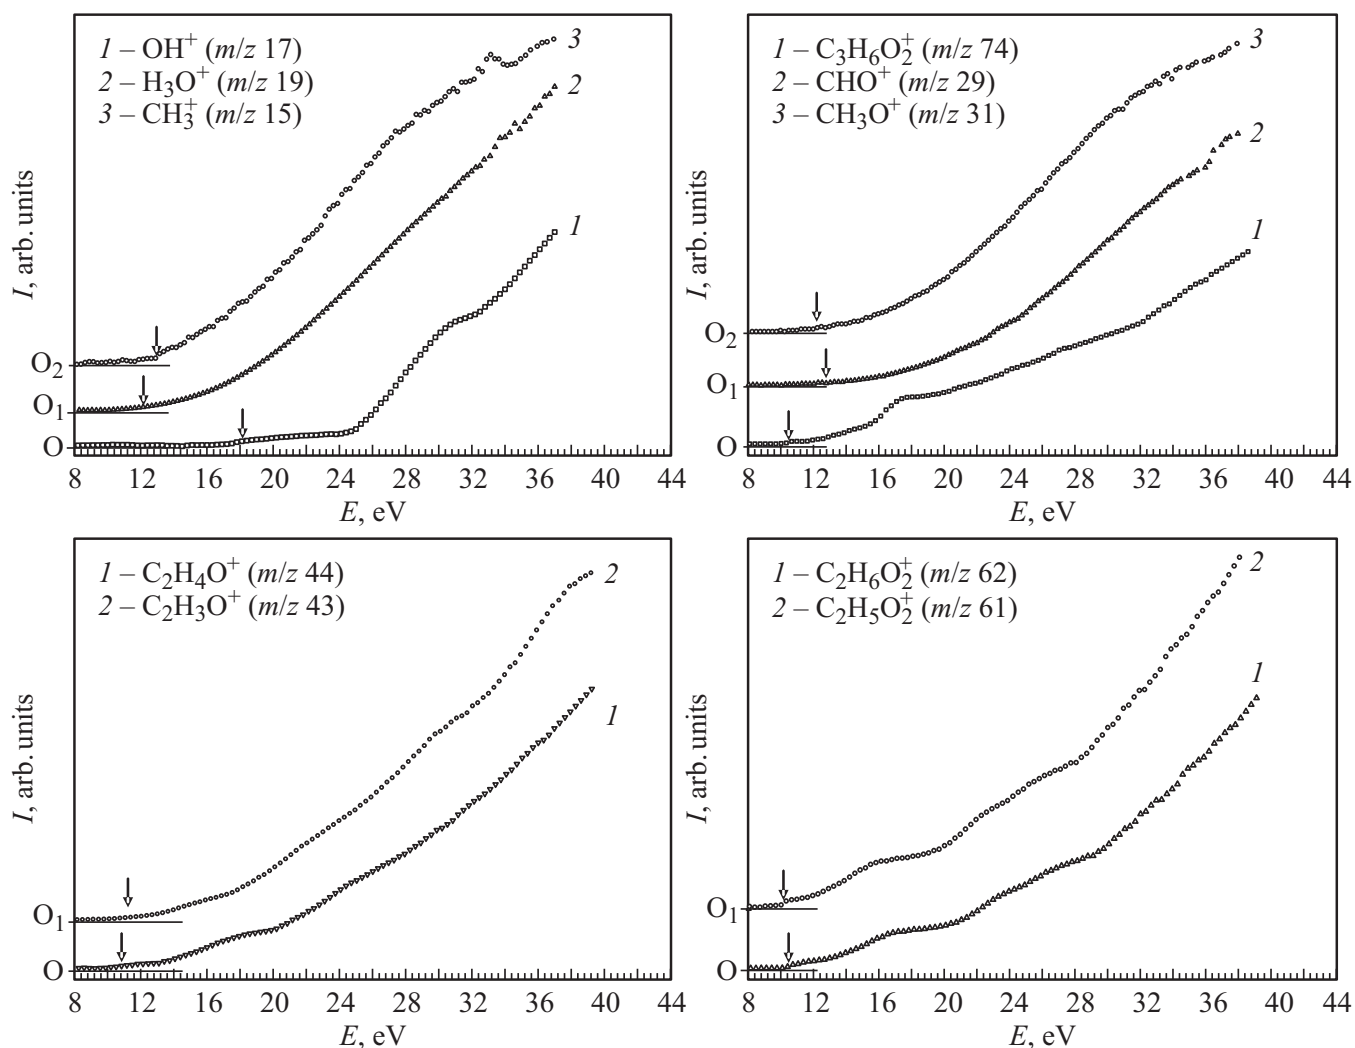 1 – OH⁺ (m/z 17)
2 – H₃O⁺ (m/z 19)
3 – CH₃⁺ (m/z 15)
3
2
1
I, arb. units
O₂
O₁
O
8 12 16 20 24 28 32 36 40 44
E, eV
1 – C₃H₆O₂⁺ (m/z 74)
2 – CHO⁺ (m/z 29)
3 – CH₃O⁺ (m/z 31)
3
2
1
I, arb. units
O₂
O₁
O
8 12 16 20 24 28 32 36 40 44
E, eV
1 – C₂H₄O⁺ (m/z 44)
2 – C₂H₃O⁺ (m/z 43)
2
1
I, arb. units
O₁
O
8 12 16 20 24 28 32 36 40 44
E, eV
1 – C₂H₆O₂⁺ (m/z 62)
2 – C₂H₅O₂⁺ (m/z 61)
2
1
I, arb. units
O₁
O
8 12 16 20 24 28 32 36 40 44
E, eV